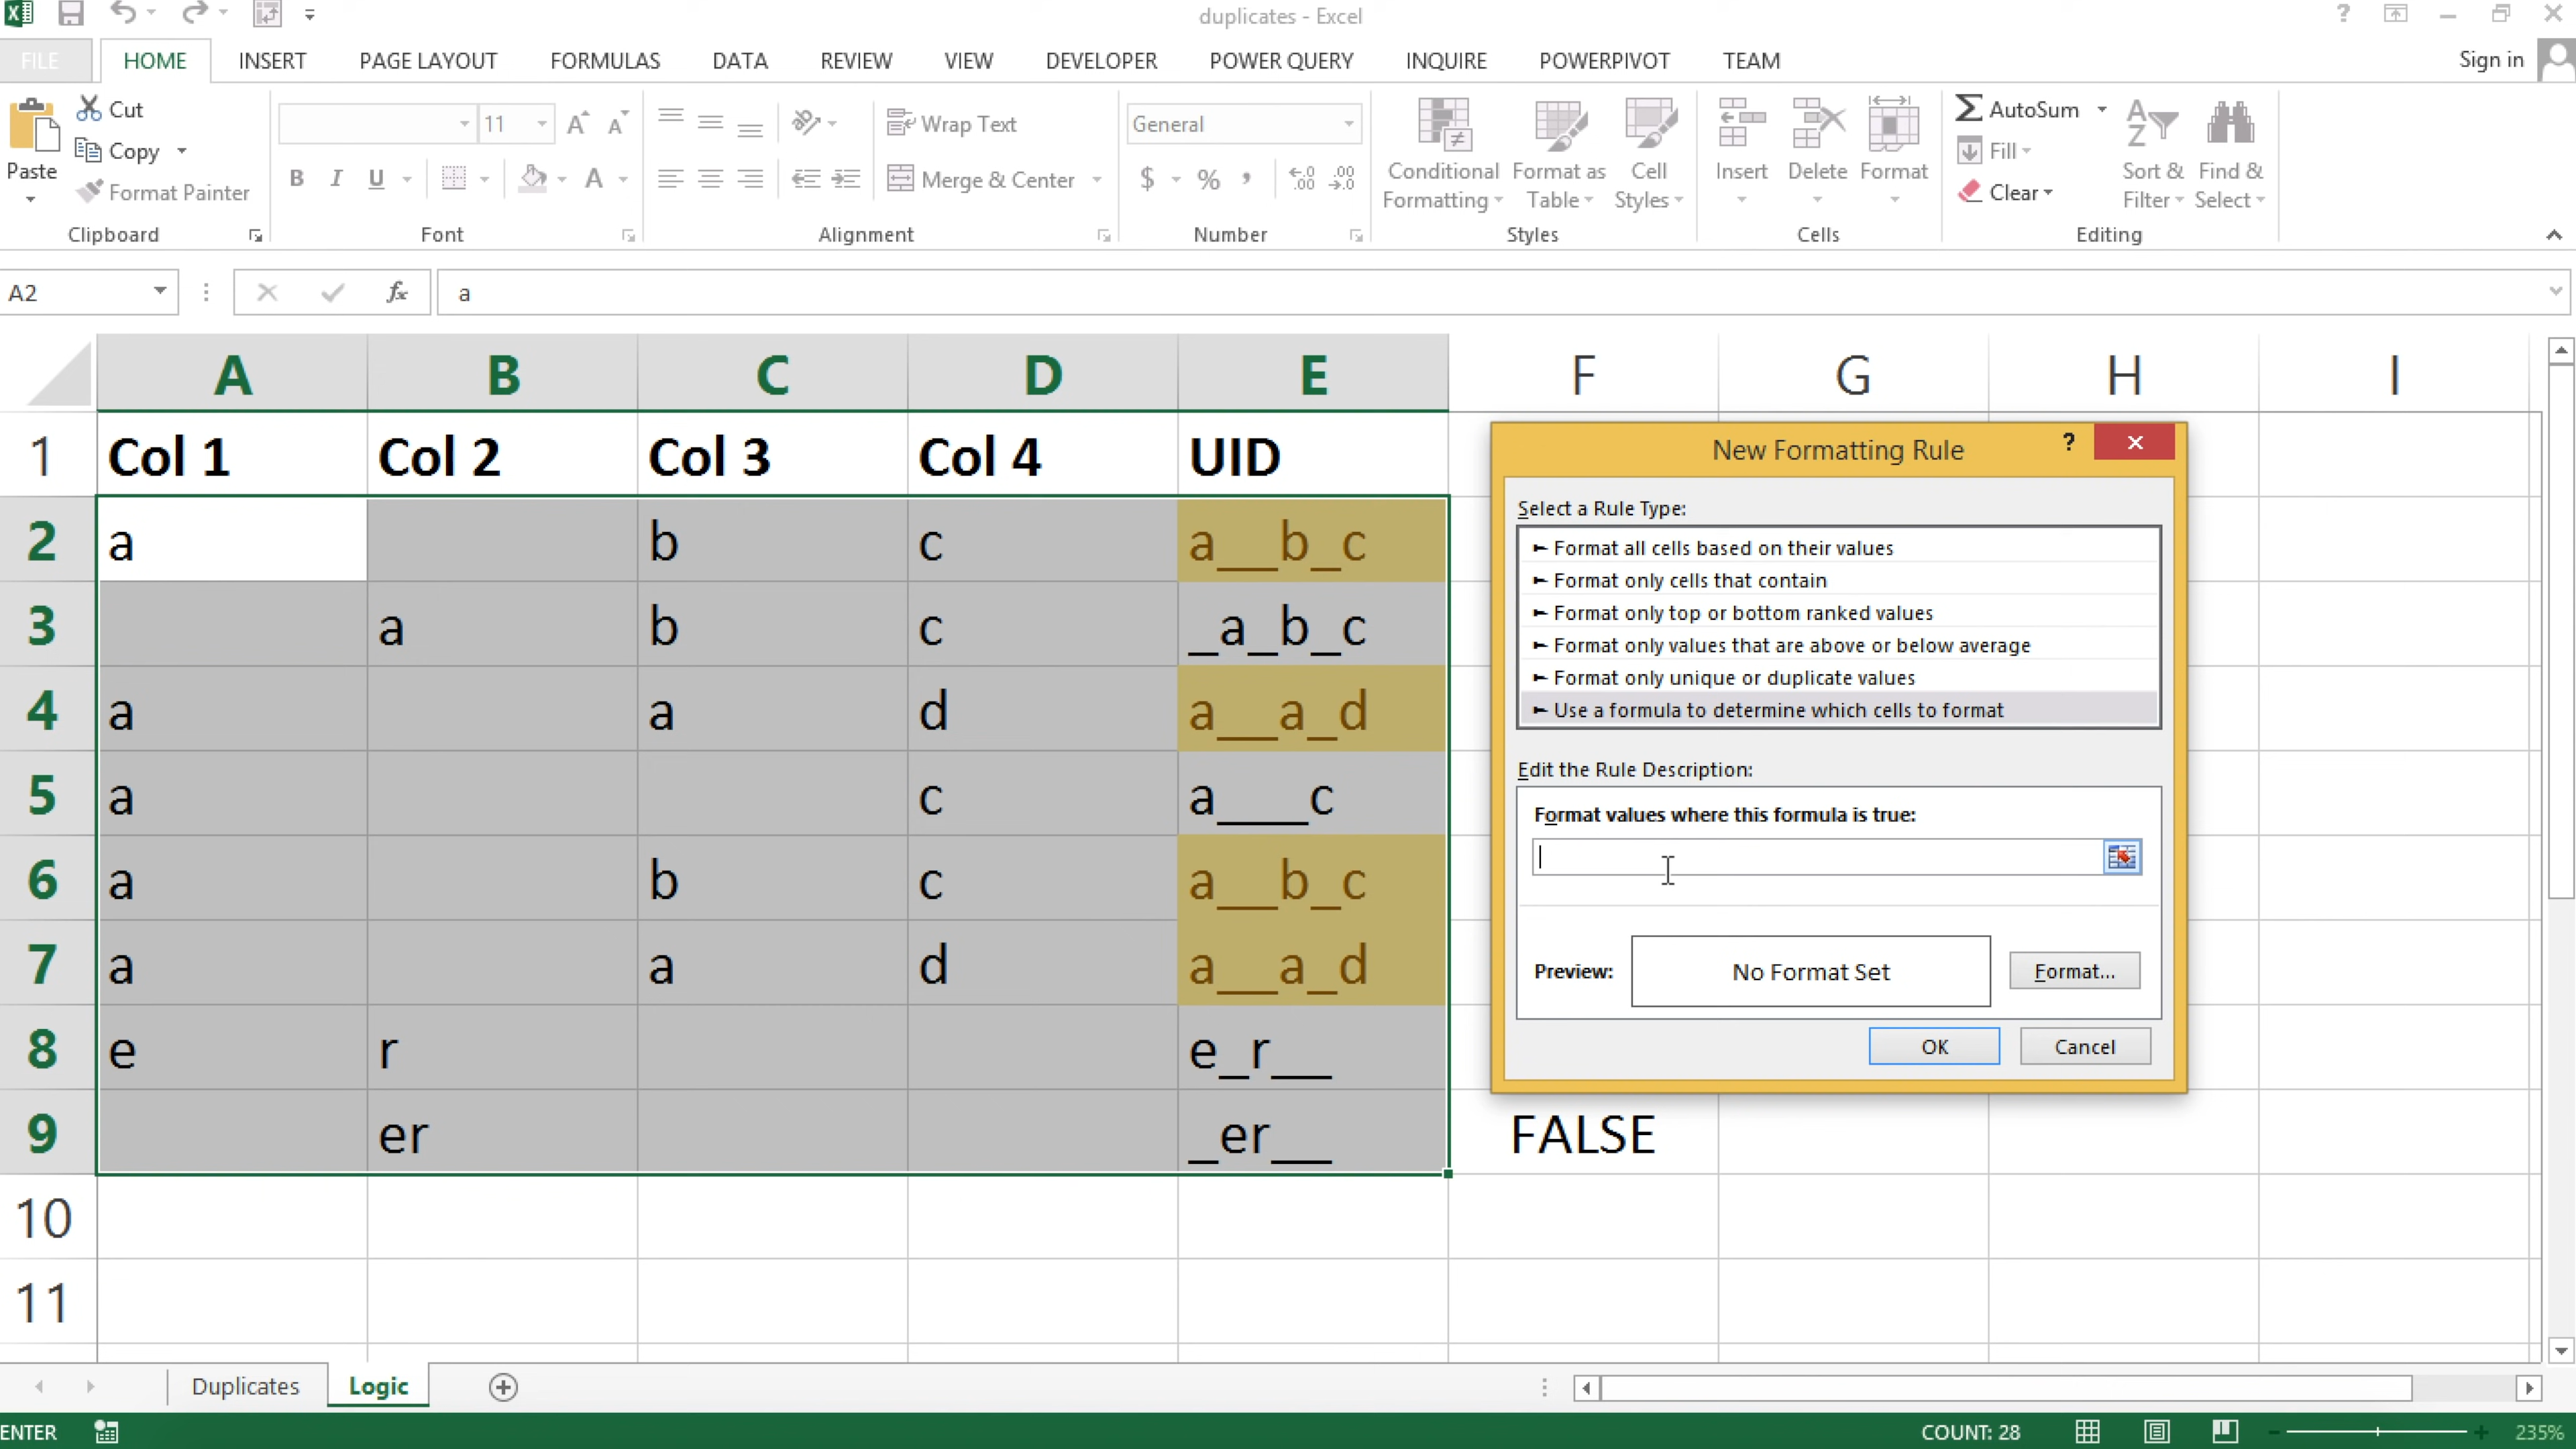 duplicates - Excel
FILE HOME INSERT PAGE LAYOUT FORMULAS DATA REVIEW VIEW DEVELOPER POWER QUERY INQUIRE POWERPIVOT TEAM Sign in
Cut
Copy
Format Painter
Paste
Clipboard
11
B I U
Font
Wrap Text
Merge & Center
Alignment
General
$ % ,
Number
Conditional Formatting
Format as Table
Cell Styles
Styles
Insert
Delete
Format
Cells
AutoSum
Fill
Clear
Sort & Filter
Find & Select
Editing
A2 fx a
A B C D E F G H I
1 Col 1 Col 2 Col 3 Col 4 UID
2 a b c a__b_c
3 a b c _a_b_c
4 a a d a__a_d
5 a c a___c
6 a b c a__b_c
7 a a d a__a_d
8 e r e_r__
9 er _er__ FALSE
10
11
New Formatting Rule ?
Select a Rule Type:
Format all cells based on their values
Format only cells that contain
Format only top or bottom ranked values
Format only values that are above or below average
Format only unique or duplicate values
Use a formula to determine which cells to format
Edit the Rule Description:
Format values where this formula is true:
Preview: No Format Set Format...
OK Cancel
Duplicates Logic
ENTER COUNT: 28 235%